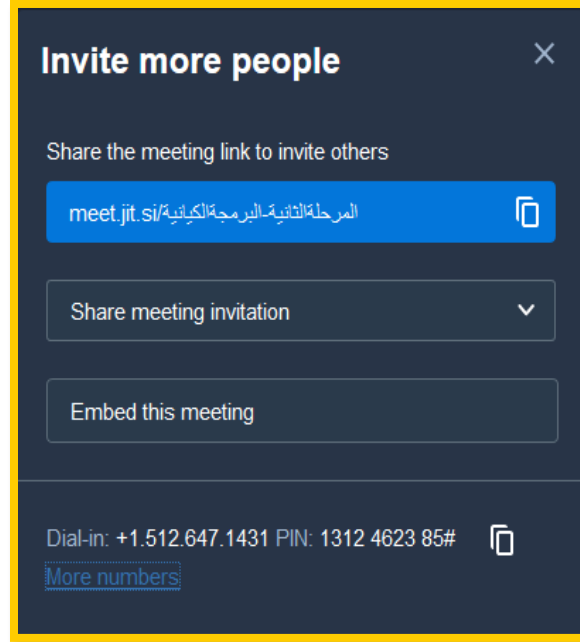 Invite more people
Share the meeting link to invite others
meet.jit.si/المرحلةالثانية-البرمجةالكيانية
Share meeting invitation
Embed this meeting
Dial-in: +1.512.647.1431 PIN: 1312 4623 85#
More numbers